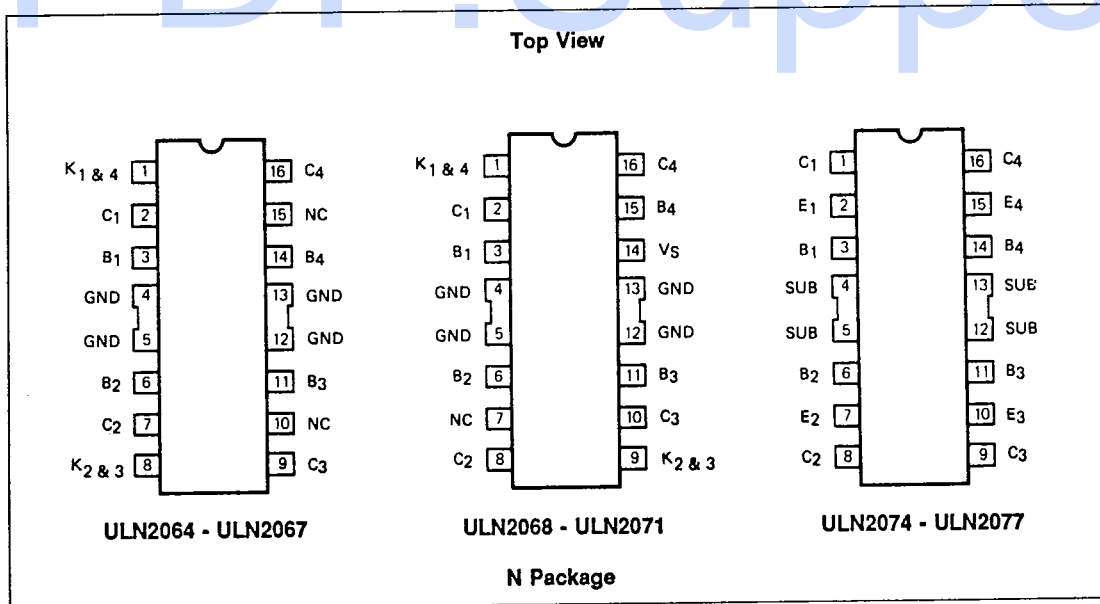 PDF.Suppo
Top View
K1 & 4 1 16 C4
C1 2 15 NC
B1 3 14 B4
GND 4 13 GND
GND 5 12 GND
B2 6 11 B3
C2 7 10 NC
K2 & 3 8 9 C3
ULN2064 - ULN2067
K1 & 4 1 16 C4
C1 2 15 B4
B1 3 14 VS
GND 4 13 GND
GND 5 12 GND
B2 6 11 B3
NC 7 10 C3
C2 8 9 K2 & 3
ULN2068 - ULN2071
C1 1 16 C4
E1 2 15 E4
B1 3 14 B4
SUB 4 13 SUB
SUB 5 12 SUB
B2 6 11 B3
E2 7 10 E3
C2 8 9 C3
ULN2074 - ULN2077
N Package